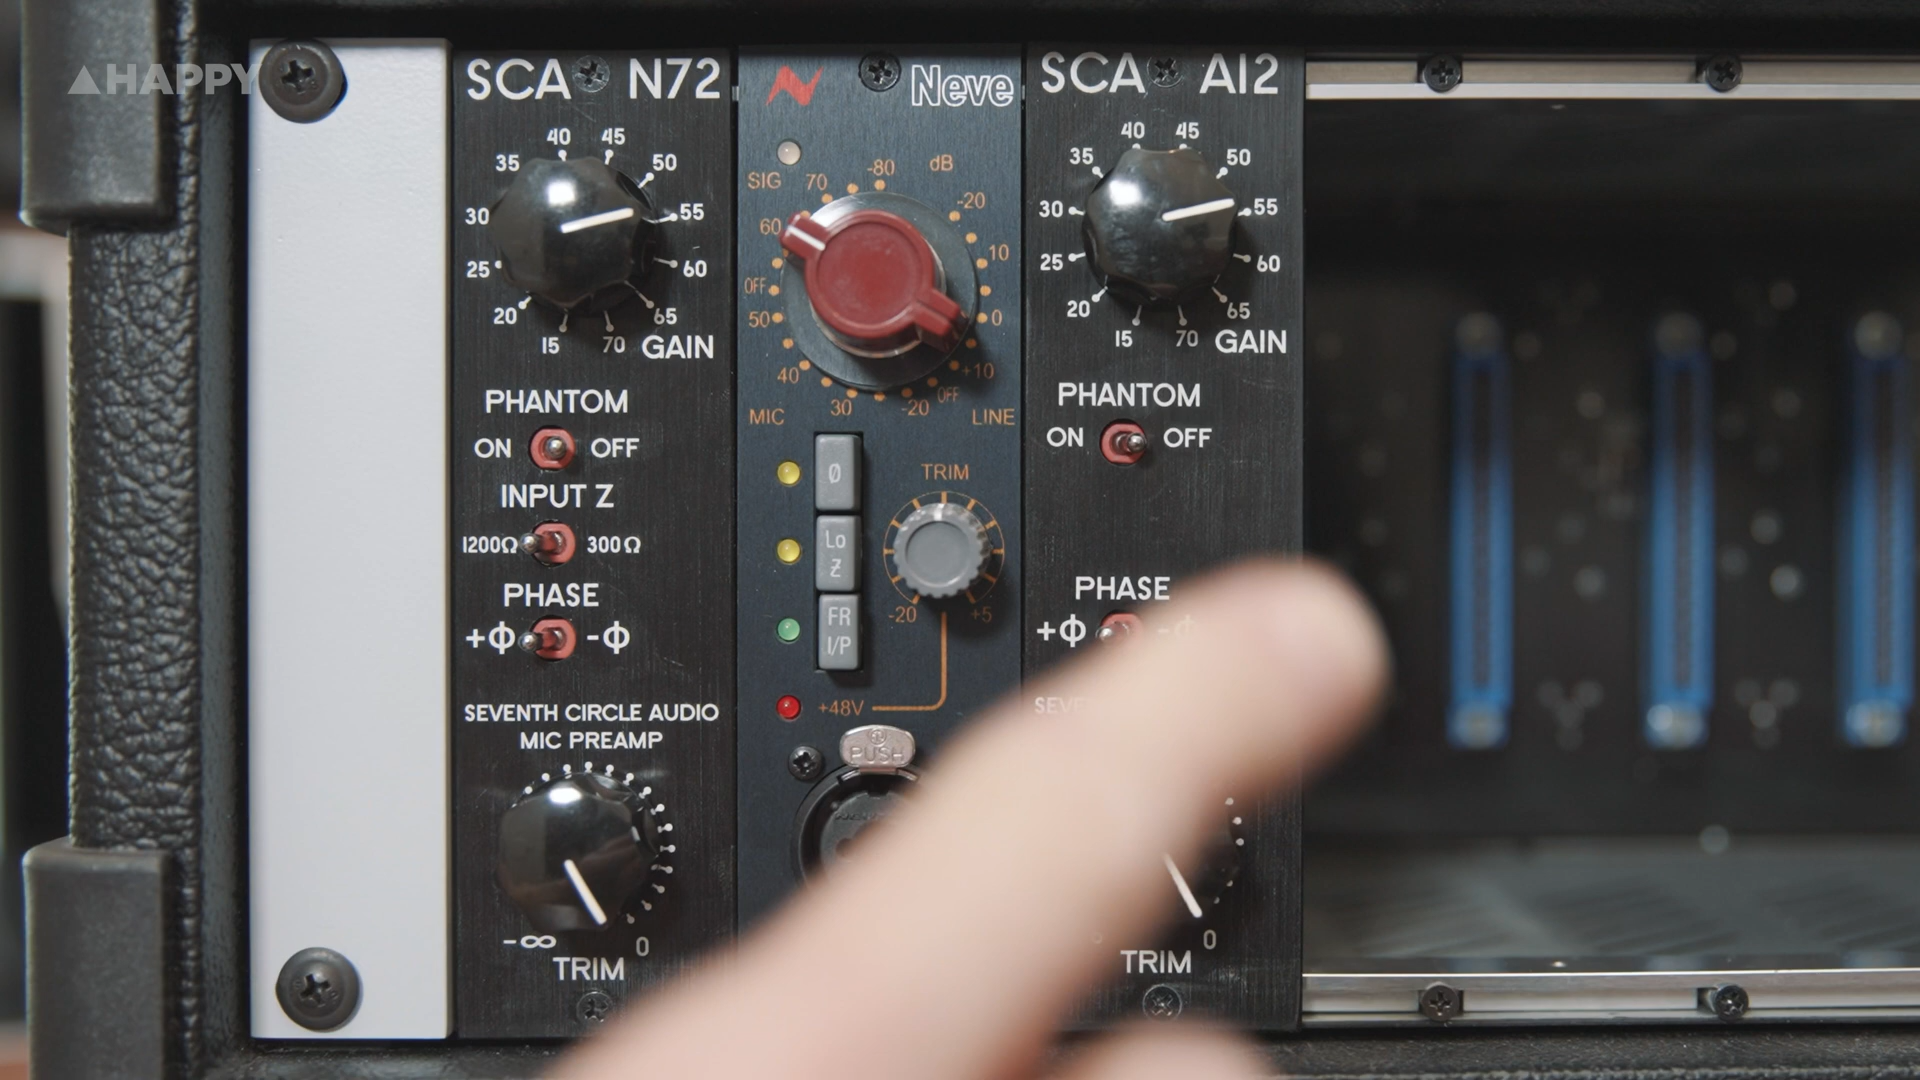 HAPPY
SCA N72
40 45
35 50
30 55
25 60
20 65
15 70 GAIN
PHANTOM
ON OFF
INPUT Z
1200Ω 300Ω
PHASE
+Φ -Φ
SEVENTH CIRCLE AUDIO
MIC PREAMP
-∞ 0
TRIM
Neve
SIG 70 -80 dB
60 -20
OFF 10
50 0
40 +10
30 -20 OFF
MIC LINE
Ø
TRIM
Lo
Z
-20 +5
FR
I/P
+48V
PUSH
SCA A12
40 45
35 50
30 55
25 60
20 65
15 70 GAIN
PHANTOM
ON OFF
PHASE
+Φ -Φ
0
TRIM